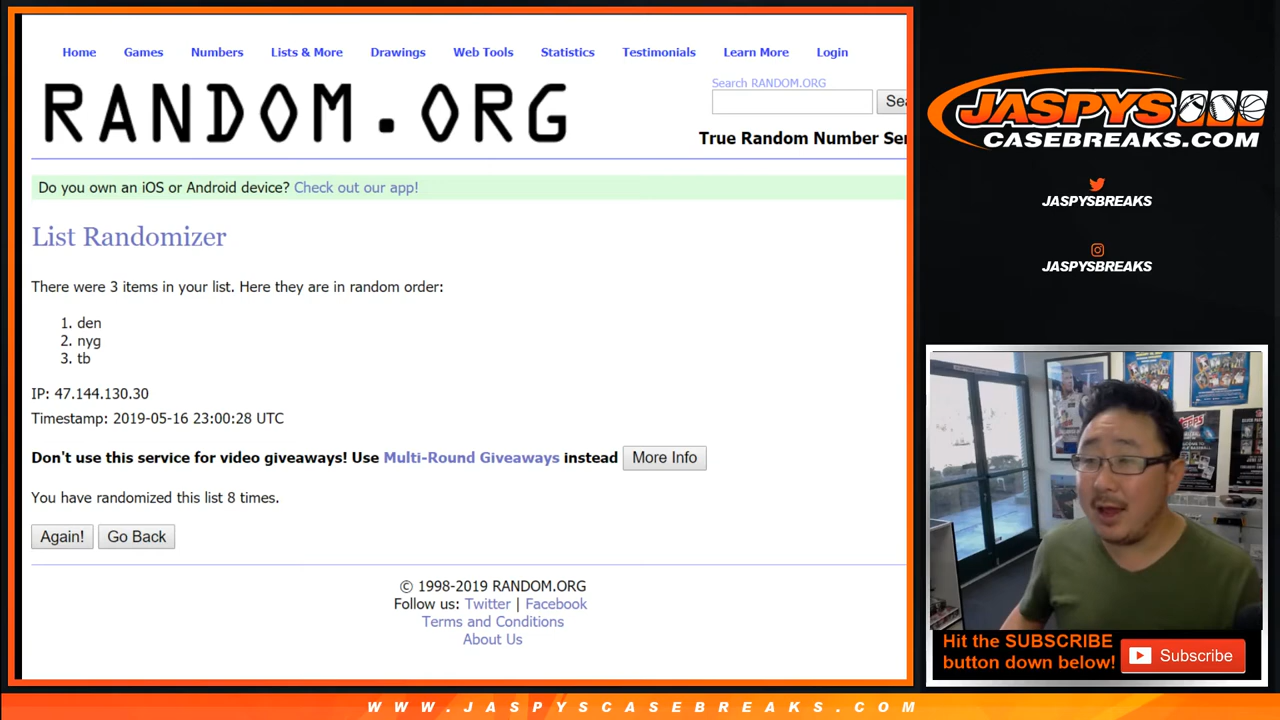 Home Games Numbers Lists & More Drawings Web Tools Statistics Testimonials Learn More Login
Search RANDOM.ORG
RANDOM.ORG
Sea
True Random Number Ser
Do you own an iOS or Android device? Check out our app!
List Randomizer
There were 3 items in your list. Here they are in random order:
1. den
2. nyg
3. tb
IP: 47.144.130.30
Timestamp: 2019-05-16 23:00:28 UTC
Don't use this service for video giveaways! Use Multi-Round Giveaways instead More Info
You have randomized this list 8 times.
Again! Go Back
© 1998-2019 RANDOM.ORG
Follow us: Twitter | Facebook
Terms and Conditions
About Us
JASPYS
CASEBREAKS.COM
JASPYSBREAKS
JASPYSBREAKS
Hit the SUBSCRIBE
button down below!
Subscribe
WWW.JASPYSCASEBREAKS.COM